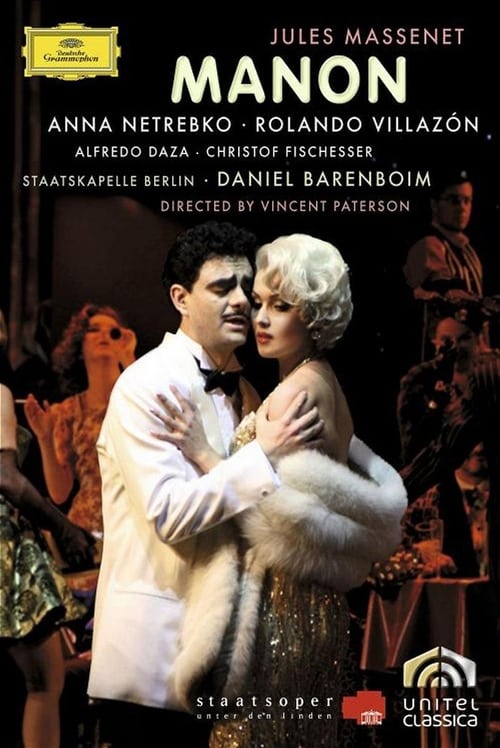 Deutsche
Grammophon
JULES MASSENET
MANON
ANNA NETREBKO · ROLANDO VILLAZÓN
ALFREDO DAZA · CHRISTOF FISCHESSER
STAATSKAPELLE BERLIN · DANIEL BARENBOIM
DIRECTED BY VINCENT PATERSON
staatsoper
unter den linden
UNITEL
CLASSICA